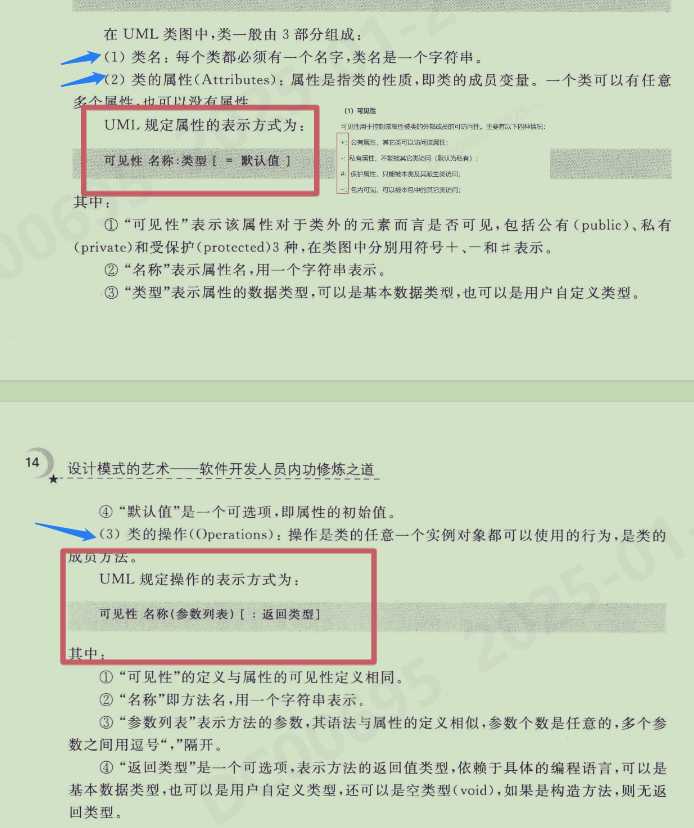 在 UML 类图中,类一般由 3 部分组成:
(1) 类名: 每个类都必须有一个名字,类名是一个字符串。
(2) 类的属性(Attributes): 属性是指类的性质,即类的成员变量。一个类可以有任意
多个属性,也可以没有属性
UML 规定属性的表示方式为:
可见性 名称:类型 [ = 默认值 ]
(1) 可见性
可见性用于控制该属性被类的外部成员的可访问性。主要有以下四种情况:
+: 公有属性, 其它类可以访问该属性;
-: 私有属性, 不能被其它类访问 (默认为私有) ;
#: 保护属性, 只能被本类及其派生类访问;
~: 包内可见, 可以被本包中的其它类访问;
其中:
① “可见性”表示该属性对于类外的元素而言是否可见,包括公有(public)、私有
(private)和受保护(protected)3 种,在类图中分别用符号+、-和#表示。
② “名称”表示属性名,用一个字符串表示。
③ “类型”表示属性的数据类型,可以是基本数据类型,也可以是用户自定义类型。
14 设计模式的艺术——软件开发人员内功修炼之道
④ “默认值”是一个可选项,即属性的初始值。
(3) 类的操作(Operations): 操作是类的任意一个实例对象都可以使用的行为,是类的
成员方法。
UML 规定操作的表示方式为:
可见性 名称(参数列表) [ : 返回类型]
其中:
① “可见性”的定义与属性的可见性定义相同。
② “名称”即方法名,用一个字符串表示。
③ “参数列表”表示方法的参数,其语法与属性的定义相似,参数个数是任意的,多个参
数之间用逗号“,”隔开。
④ “返回类型”是一个可选项,表示方法的返回值类型,依赖于具体的编程语言,可以是
基本数据类型,也可以是用户自定义类型,还可以是空类型(void),如果是构造方法,则无返
回类型。